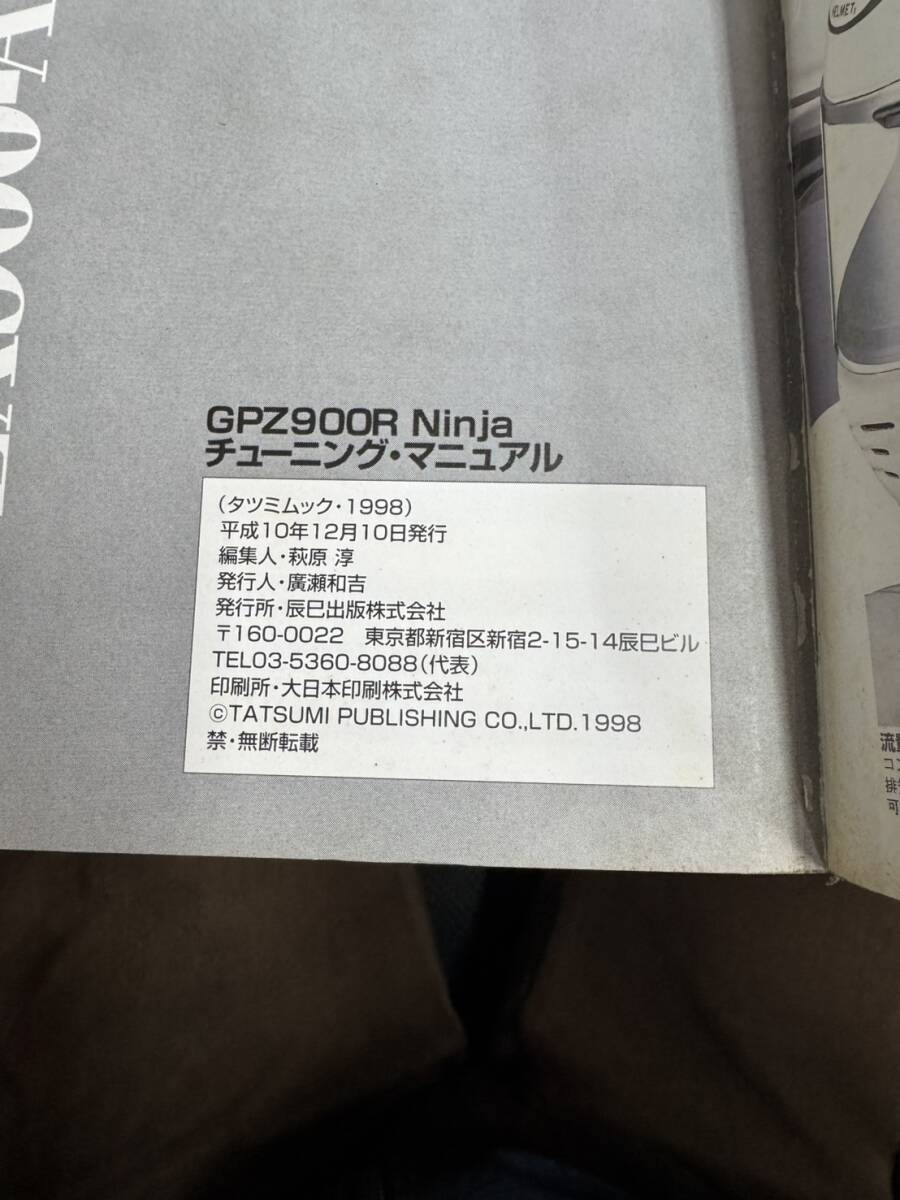 HELMET
GPZ900R Ninja
チューニング・マニュアル
(タツミムック・1998)
平成10年12月10日発行
編集人・萩原 淳
発行人・廣瀬和吉
発行所・辰巳出版株式会社
〒160-0022 東京都新宿区新宿2-15-14辰巳ビル
TEL03-5360-8088(代表)
印刷所・大日本印刷株式会社
©TATSUMI PUBLISHING CO.,LTD.1998
禁・無断転載